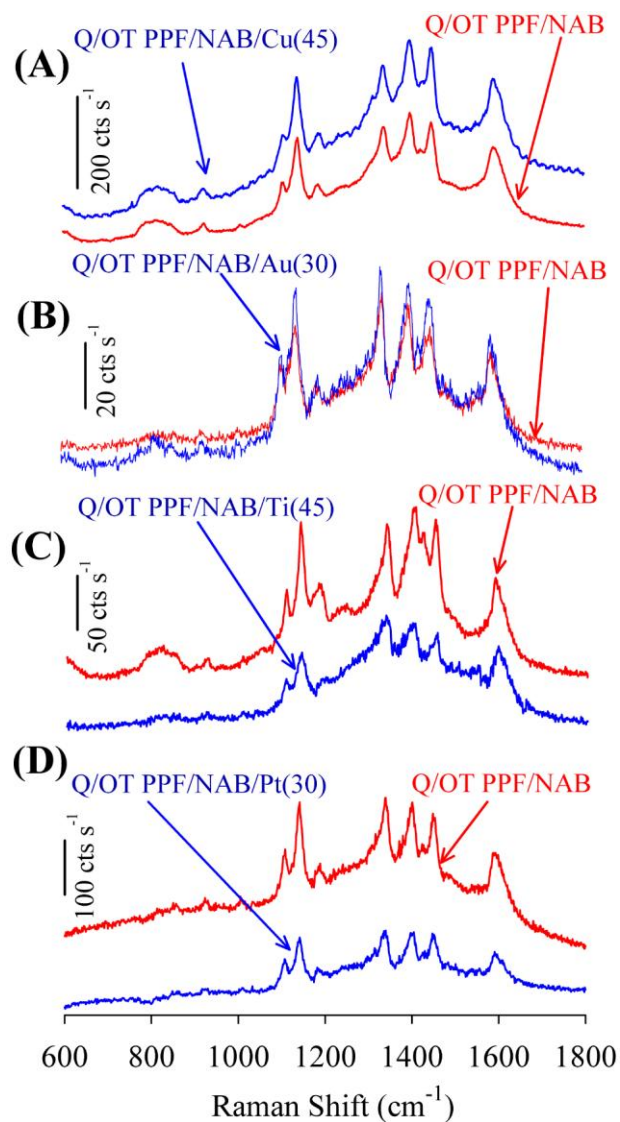 (A)
Q/OT PPF/NAB/Cu(45)
Q/OT PPF/NAB
200 cts s⁻¹
(B)
Q/OT PPF/NAB/Au(30)
Q/OT PPF/NAB
20 cts s⁻¹
(C)
Q/OT PPF/NAB/Ti(45)
Q/OT PPF/NAB
50 cts s⁻¹
(D)
Q/OT PPF/NAB/Pt(30)
Q/OT PPF/NAB
100 cts s⁻¹
600 800 1000 1200 1400 1600 1800
Raman Shift (cm⁻¹)